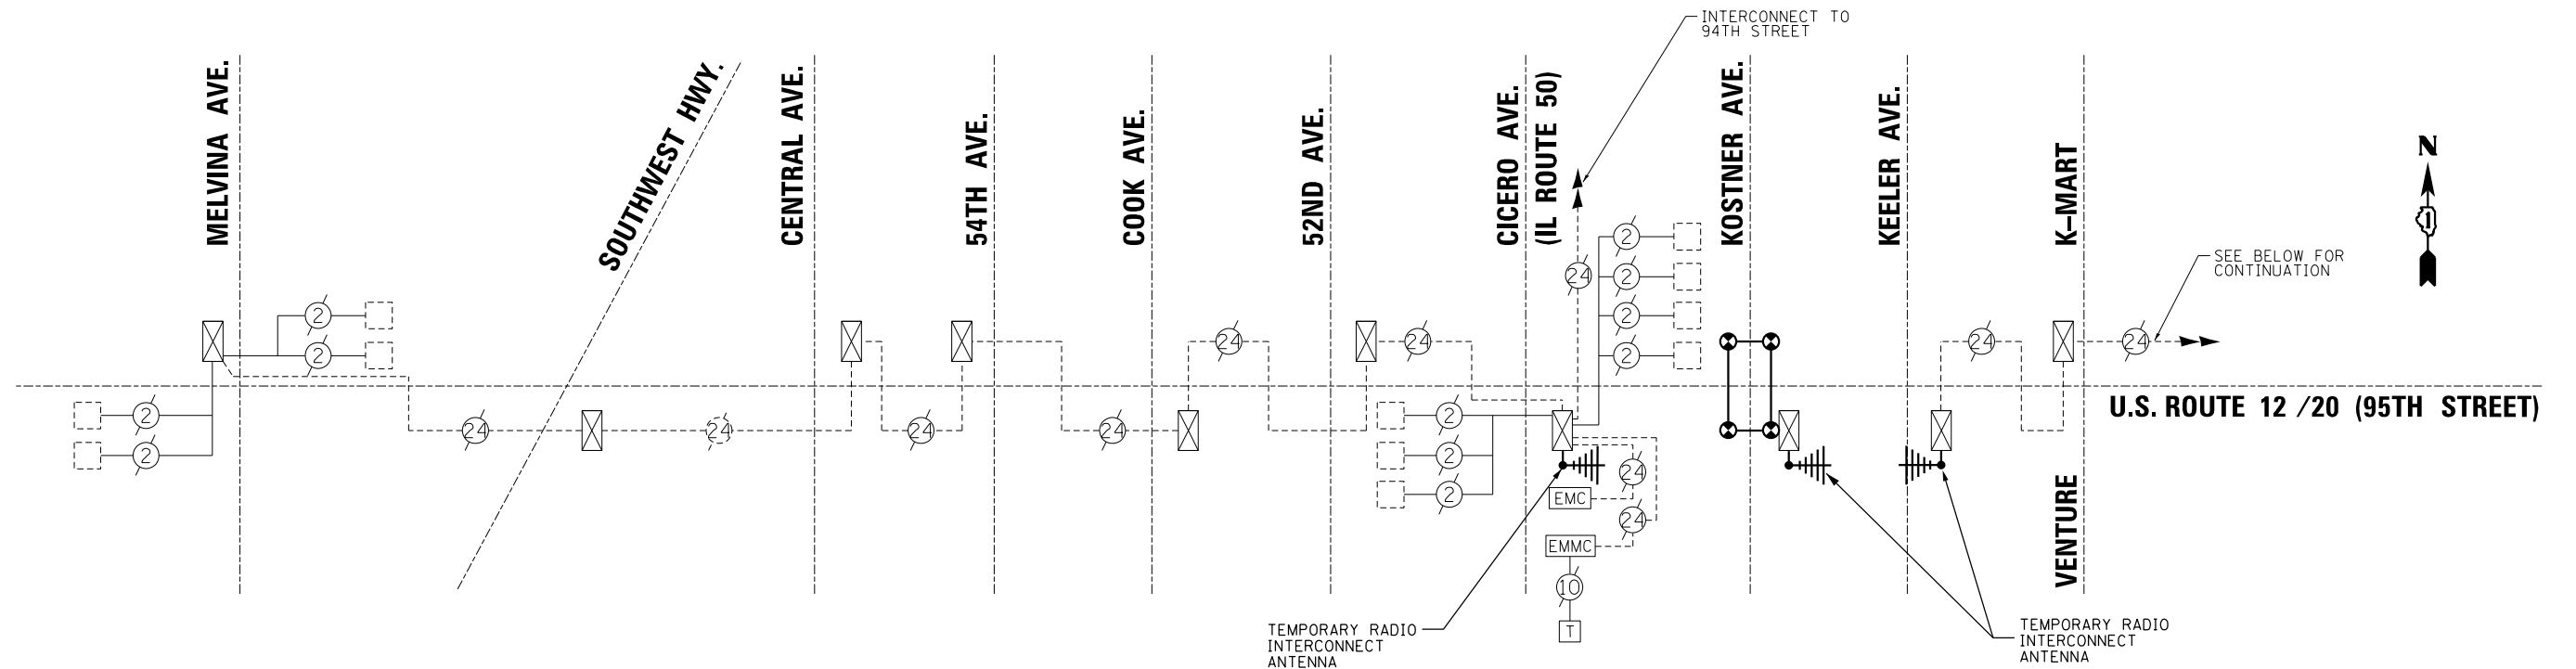 INTERCONNECT TO
94TH STREET
MELVINA AVE.
SOUTHWEST HWY.
CENTRAL AVE.
54TH AVE.
COOK AVE.
52ND AVE.
CICERO AVE.
(IL ROUTE 50)
KOSTNER AVE.
KEELER AVE.
K-MART
N
1
SEE BELOW FOR
CONTINUATION
2
24
2
2
2
2
2
24
24
24
24
2
U.S. ROUTE 12 /20 (95TH STREET)
2
2
24
24
24
24
2
2
2
24
EMC
24
VENTURE
EMMC
10
T
TEMPORARY RADIO
INTERCONNECT
ANTENNA
TEMPORARY RADIO
INTERCONNECT
ANTENNA